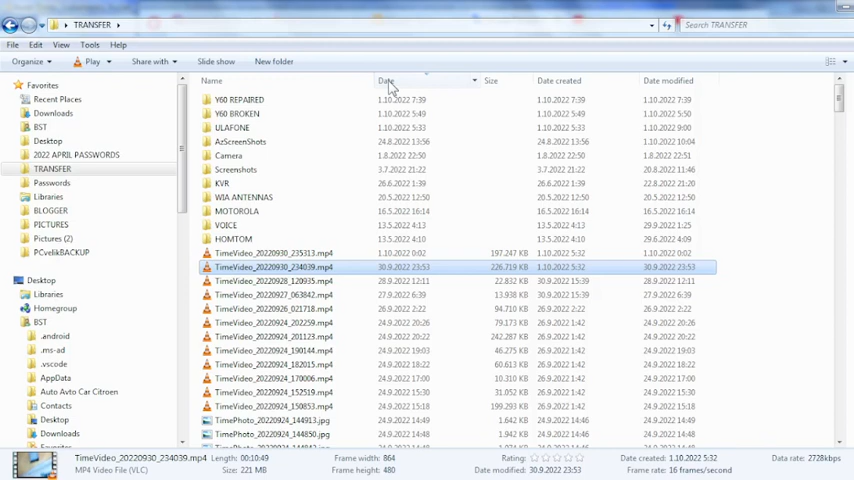 TRANSFER
Search TRANSFER
File Edit View Tools Help
Organize Play Share with Slide show New folder
Name Date Size Date created Date modified
Favorites
Recent Places
Downloads
BST
Desktop
2022 APRIL PASSWORDS
TRANSFER
Passwords
Libraries
BLOGGER
PICTURES
Pictures (2)
PCvelikBACKUP
Desktop
Libraries
Homegroup
BST
.android
.ms-ad
.vscode
AppData
Auto Avto Car Citroen
Contacts
Desktop
Downloads
Favorites
Y60 REPAIRED 1.10.2022 7:39 1.10.2022 7:39 1.10.2022 7:39
Y60 BROKEN 1.10.2022 5:49 1.10.2022 5:49 1.10.2022 5:50
ULAFONE 1.10.2022 5:33 1.10.2022 5:33 1.10.2022 9:00
AzScreenShots 24.8.2022 13:56 24.8.2022 13:56 1.10.2022 10:04
Camera 1.8.2022 22:50 1.8.2022 22:50 1.8.2022 22:51
Screenshots 3.7.2022 21:22 3.7.2022 21:22 20.8.2022 11:46
KVR 26.6.2022 1:39 26.6.2022 1:39 22.8.2022 21:20
WIA ANTENNAS 20.5.2022 12:50 20.5.2022 12:50 20.5.2022 12:50
MOTOROLA 16.5.2022 16:14 16.5.2022 16:14 16.5.2022 16:14
VOICE 13.5.2022 4:10 13.5.2022 4:10 29.9.2022 1:25
HOMTOM 13.5.2022 4:10 13.5.2022 4:10 29.6.2022 4:09
TimeVideo_20220930_235313.mp4 1.10.2022 0:02 197.247 KB 1.10.2022 5:32 1.10.2022 0:02
TimeVideo_20220930_234039.mp4 30.9.2022 23:53 226.719 KB 1.10.2022 5:32 30.9.2022 23:53
TimeVideo_20220928_120935.mp4 28.9.2022 12:11 22.832 KB 30.9.2022 15:39 28.9.2022 12:11
TimeVideo_20220927_063842.mp4 27.9.2022 6:39 13.938 KB 30.9.2022 15:39 27.9.2022 6:39
TimeVideo_20220926_021718.mp4 26.9.2022 2:22 94.710 KB 26.9.2022 2:22 26.9.2022 2:22
TimeVideo_20220924_202259.mp4 24.9.2022 20:26 79.173 KB 26.9.2022 1:42 24.9.2022 20:26
TimeVideo_20220924_201123.mp4 24.9.2022 20:22 242.287 KB 26.9.2022 1:42 24.9.2022 20:22
TimeVideo_20220924_190144.mp4 24.9.2022 19:03 46.275 KB 26.9.2022 1:42 24.9.2022 19:03
TimeVideo_20220924_182015.mp4 24.9.2022 18:22 60.613 KB 26.9.2022 1:42 24.9.2022 18:22
TimeVideo_20220924_170006.mp4 24.9.2022 17:00 10.310 KB 26.9.2022 1:42 24.9.2022 17:00
TimeVideo_20220924_152519.mp4 24.9.2022 15:30 31.052 KB 26.9.2022 1:42 24.9.2022 15:30
TimeVideo_20220924_150853.mp4 24.9.2022 15:18 199.293 KB 26.9.2022 1:42 24.9.2022 15:18
TimePhoto_20220924_144913.jpg 24.9.2022 14:49 1.642 KB 24.9.2022 14:46 24.9.2022 14:49
TimePhoto_20220924_144850.jpg 24.9.2022 14:48 1.942 KB 24.9.2022 14:46 24.9.2022 14:48
TimeVideo_20220930_234039.mp4 Length: 00:10:49 Frame width: 864 Rating: Date created: 1.10.2022 5:32 Data rate: 2728kbps
MP4 Video File (VLC) Size: 221 MB Frame height: 480 Date modified: 30.9.2022 23:53 Frame rate: 16 frames/second